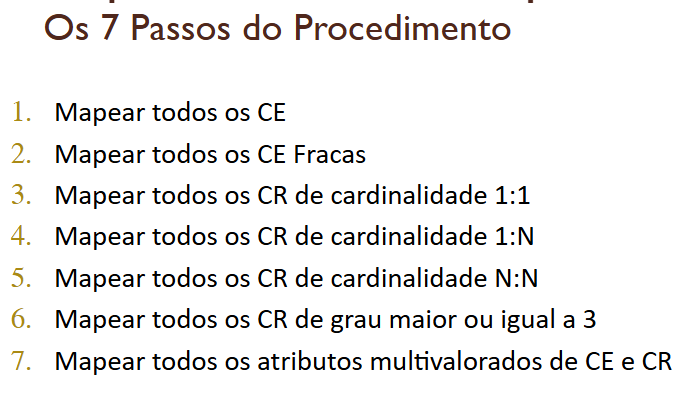 Os 7 Passos do Procedimento
1. Mapear todos os CE
2. Mapear todos os CE Fracas
3. Mapear todos os CR de cardinalidade 1:1
4. Mapear todos os CR de cardinalidade 1:N
5. Mapear todos os CR de cardinalidade N:N
6. Mapear todos os CR de grau maior ou igual a 3
7. Mapear todos os atributos multivalorados de CE e CR